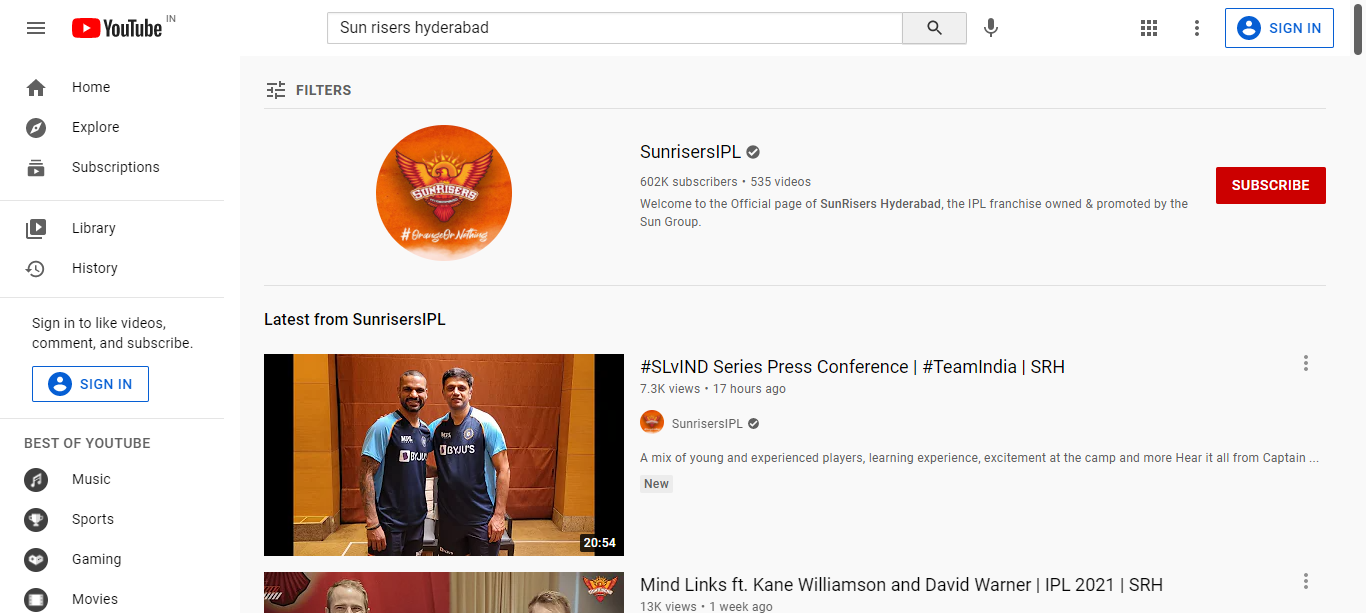 YouTube IN
Sun risers hyderabad
SIGN IN
Home
Explore
Subscriptions
Library
History
Sign in to like videos,
comment, and subscribe.
SIGN IN
BEST OF YOUTUBE
Music
Sports
Gaming
Movies
FILTERS
SUNRISERS
#OrangeOrNothing
SunrisersIPL
602K subscribers • 535 videos
Welcome to the Official page of SunRisers Hyderabad, the IPL franchise owned & promoted by the
Sun Group.
SUBSCRIBE
Latest from SunrisersIPL
MPL
BYJU'S
MPL
BYJU'S
20:54
#SLvIND Series Press Conference | #TeamIndia | SRH
7.3K views • 17 hours ago
SunrisersIPL
A mix of young and experienced players, learning experience, excitement at the camp and more Hear it all from Captain ...
New
Mind Links ft. Kane Williamson and David Warner | IPL 2021 | SRH
13K views • 1 week ago